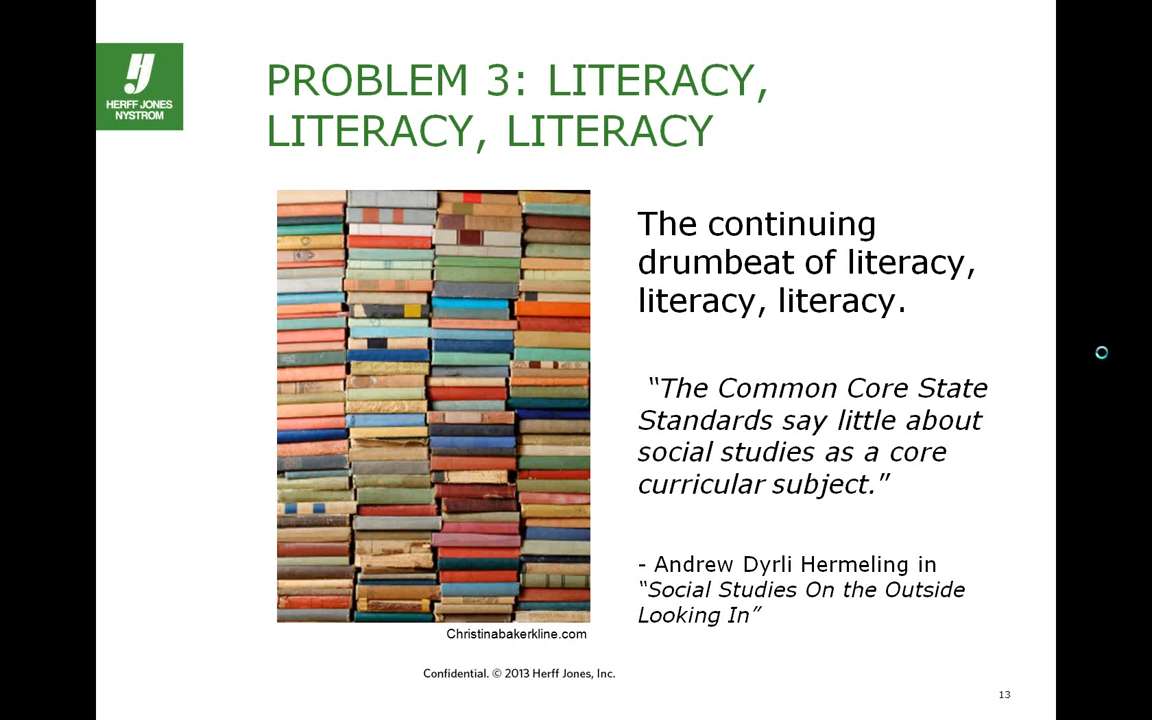 HERFF JONES
NYSTROM
PROBLEM 3: LITERACY,
LITERACY, LITERACY
The continuing
drumbeat of literacy,
literacy, literacy.
“The Common Core State
Standards say little about
social studies as a core
curricular subject.”
- Andrew Dyrli Hermeling in
“Social Studies On the Outside
Looking In”
Christinabakerkline.com
Confidential. © 2013 Herff Jones, Inc.
13